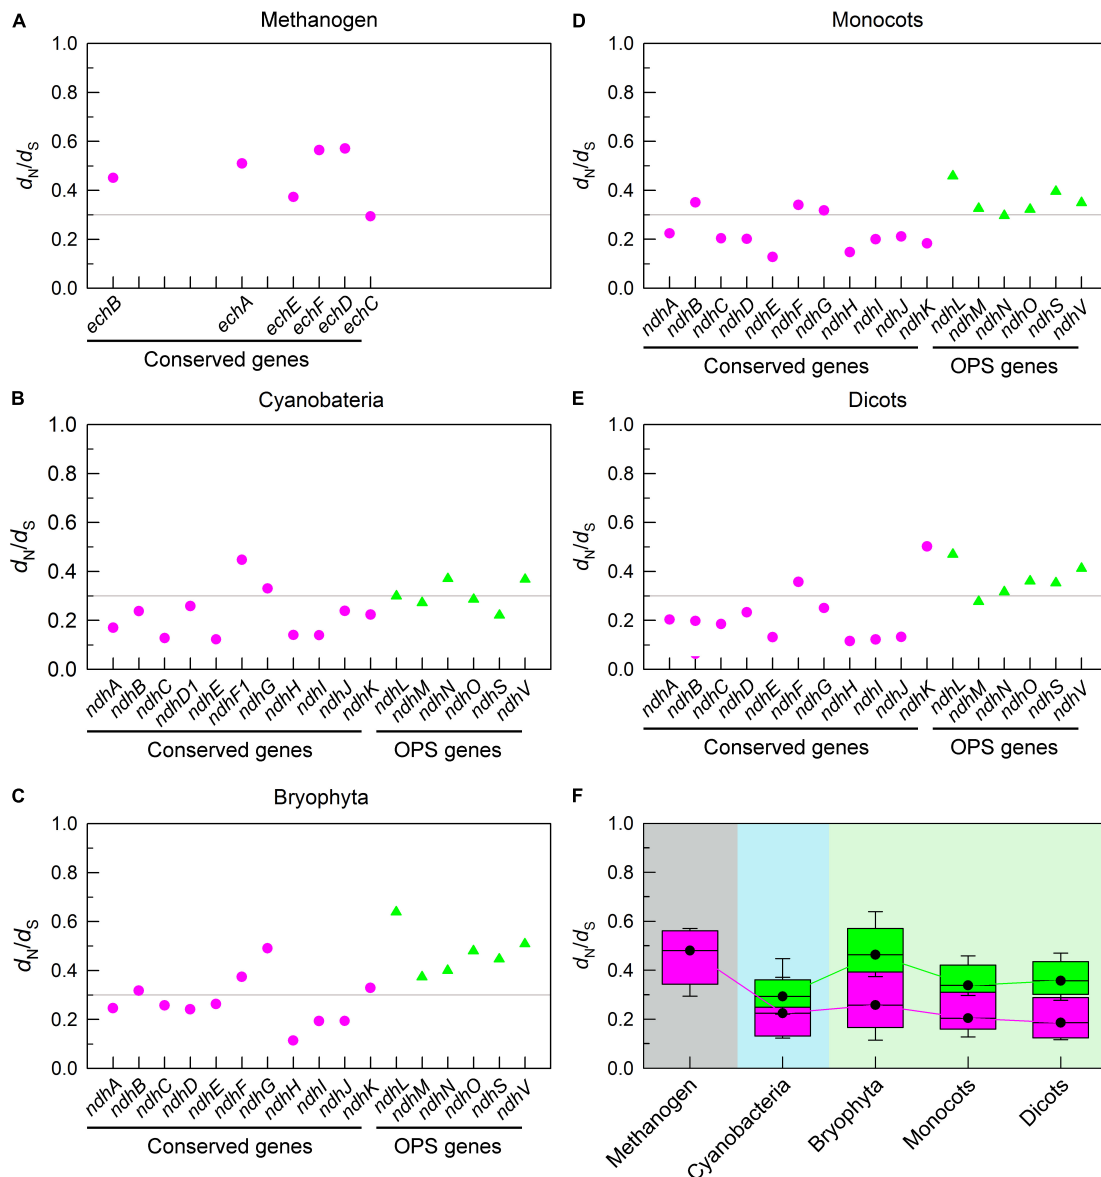 A
Methanogen
1.0
0.8
0.6
0.4
0.2
0.0
dN/dS
echB
echA
echE
echF
echD
echC
Conserved genes
B
Cyanobateria
1.0
0.8
0.6
0.4
0.2
0.0
dN/dS
ndhA
ndhB
ndhC
ndhD1
ndhE
ndhF1
ndhG
ndhH
ndhI
ndhJ
ndhK
ndhL
ndhM
ndhN
ndhO
ndhS
ndhV
Conserved genes
OPS genes
C
Bryophyta
1.0
0.8
0.6
0.4
0.2
0.0
dN/dS
ndhA
ndhB
ndhC
ndhD
ndhE
ndhF
ndhG
ndhH
ndhI
ndhJ
ndhK
ndhL
ndhM
ndhN
ndhO
ndhS
ndhV
Conserved genes
OPS genes
D
Monocots
1.0
0.8
0.6
0.4
0.2
0.0
dN/dS
ndhA
ndhB
ndhC
ndhD
ndhE
ndhF
ndhG
ndhH
ndhI
ndhJ
ndhK
ndhL
ndhM
ndhN
ndhO
ndhS
ndhV
Conserved genes
OPS genes
E
Dicots
1.0
0.8
0.6
0.4
0.2
0.0
dN/dS
ndhA
ndhB
ndhC
ndhD
ndhE
ndhF
ndhG
ndhH
ndhI
ndhJ
ndhK
ndhL
ndhM
ndhN
ndhO
ndhS
ndhV
Conserved genes
OPS genes
F
1.0
0.8
0.6
0.4
0.2
0.0
dN/dS
Methanogen
Cyanobacteria
Bryophyta
Monocots
Dicots